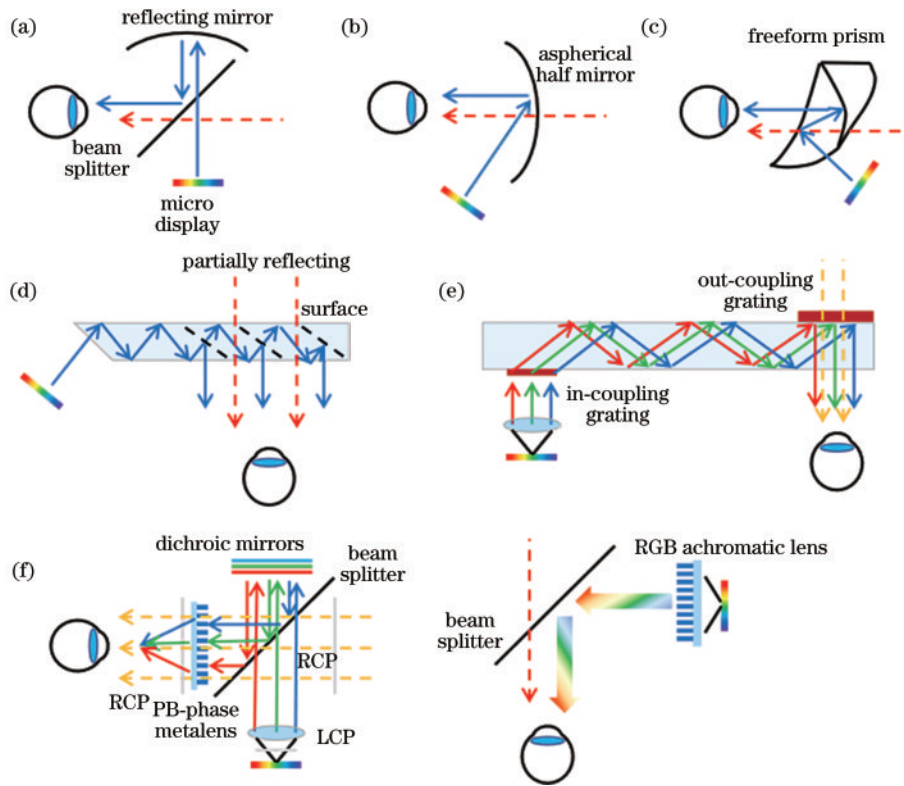 (a)
reflecting mirror
beam
splitter
micro
display
(b)
aspherical
half mirror
(c)
freeform prism
(d)
partially reflecting
surface
(e)
out-coupling
grating
in-coupling
grating
(f)
dichroic mirrors
beam
splitter
RCP
RCP
PB-phase
metalens
LCP
RGB achromatic lens
beam
splitter